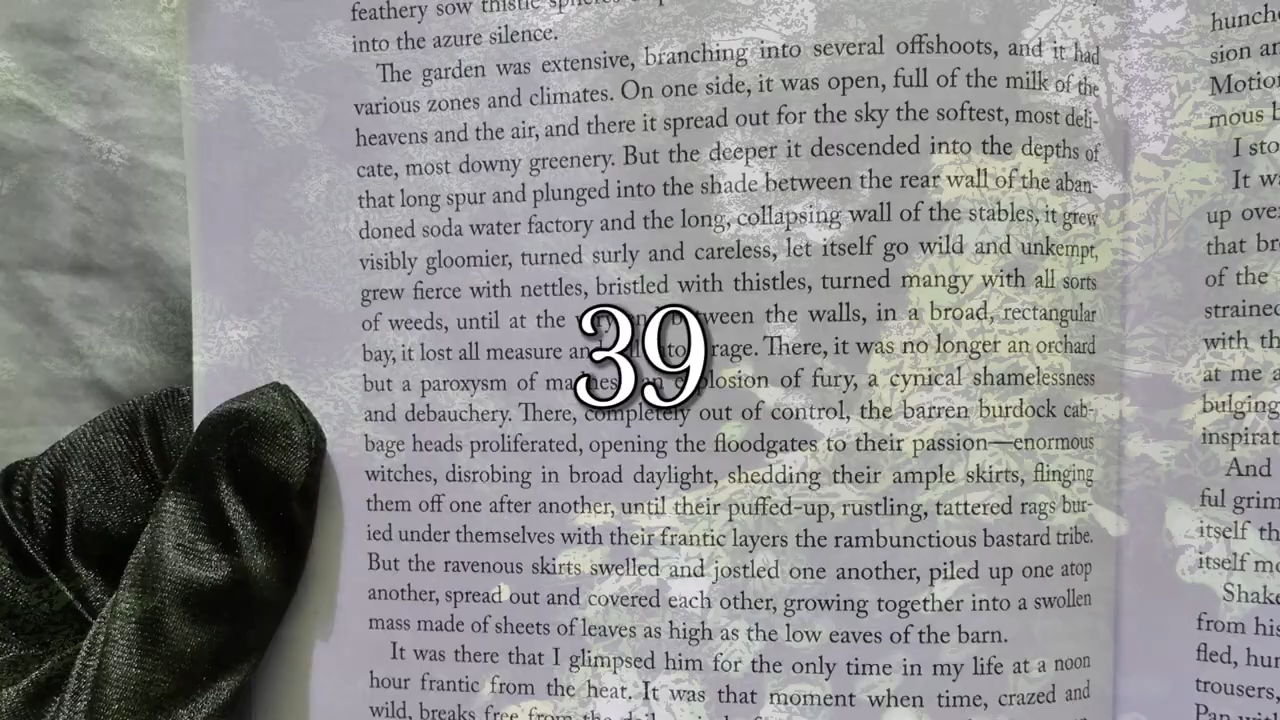 feathery sow thistle
into the azure silence.
The garden was extensive, branching into several offshoots, and it had
various zones and climates. On one side, it was open, full of the milk of the
heavens and the air, and there it spread out for the sky the softest, most deli-
cate, most downy greenery. But the deeper it descended into the depths of
that long spur and plunged into the shade between the rear wall of the aban-
doned soda water factory and the long, collapsing wall of the stables, it grew
visibly gloomier, turned surly and careless, let itself go wild and unkempt,
grew fierce with nettles, bristled with thistles, turned mangy with all sorts
of weeds, until at the between the walls, in a broad, rectangular
bay, it lost all measure rage. There, it was no longer an orchard
but a paroxysm of madness, an explosion of fury, a cynical shamelessness
and debauchery. There, completely out of control, the barren burdock cab-
bage heads proliferated, opening the floodgates to their passion—enormous
witches, disrobing in broad daylight, shedding their ample skirts, flinging
them off one after another, until their puffed-up, rustling, tattered rags bur-
ied under themselves with their frantic layers the rambunctious bastard tribe.
But the ravenous skirts swelled and jostled one another, piled up one atop
another, spread out and covered each other, growing together into a swollen
mass made of sheets of leaves as high as the low eaves of the barn.
It was there that I glimpsed him for the only time in my life at a noon
hour frantic from the heat. It was that moment when time, crazed and
wild, breaks free from the
39
hunche
sion an
Motio
mous b
I sto
It wa
up ove
that br
of the
strained
with th
at me a
bulging
inspirat
And
ful grim
itself th
itself mo
Shake
from his
fled, hun
trousers.
Pan wi